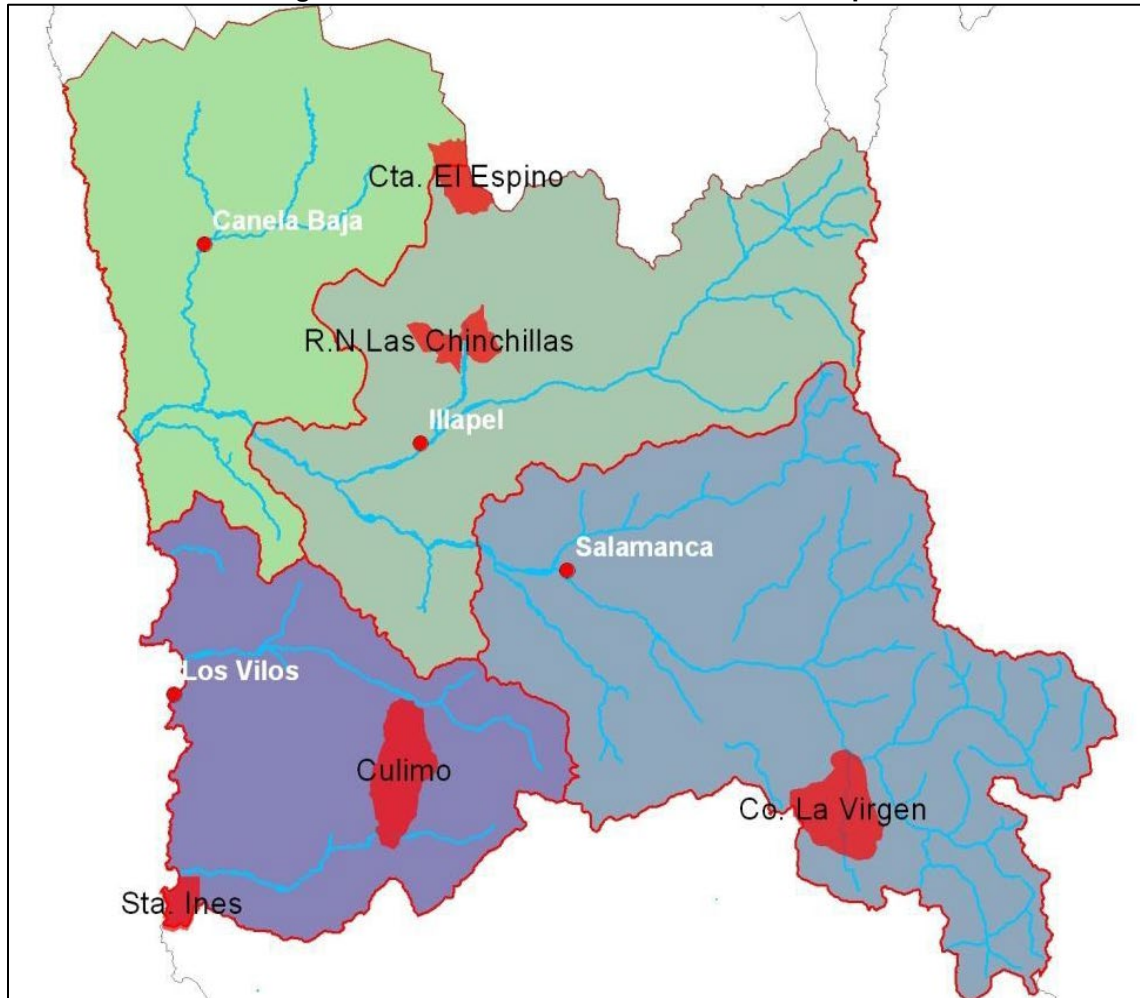 Cta. El Espino
Canela Baja
R.N.Las Chinchillas
Illapel
Salamanca
Los Vilos
Culimo
Co. La Virgen
Sta. Ines